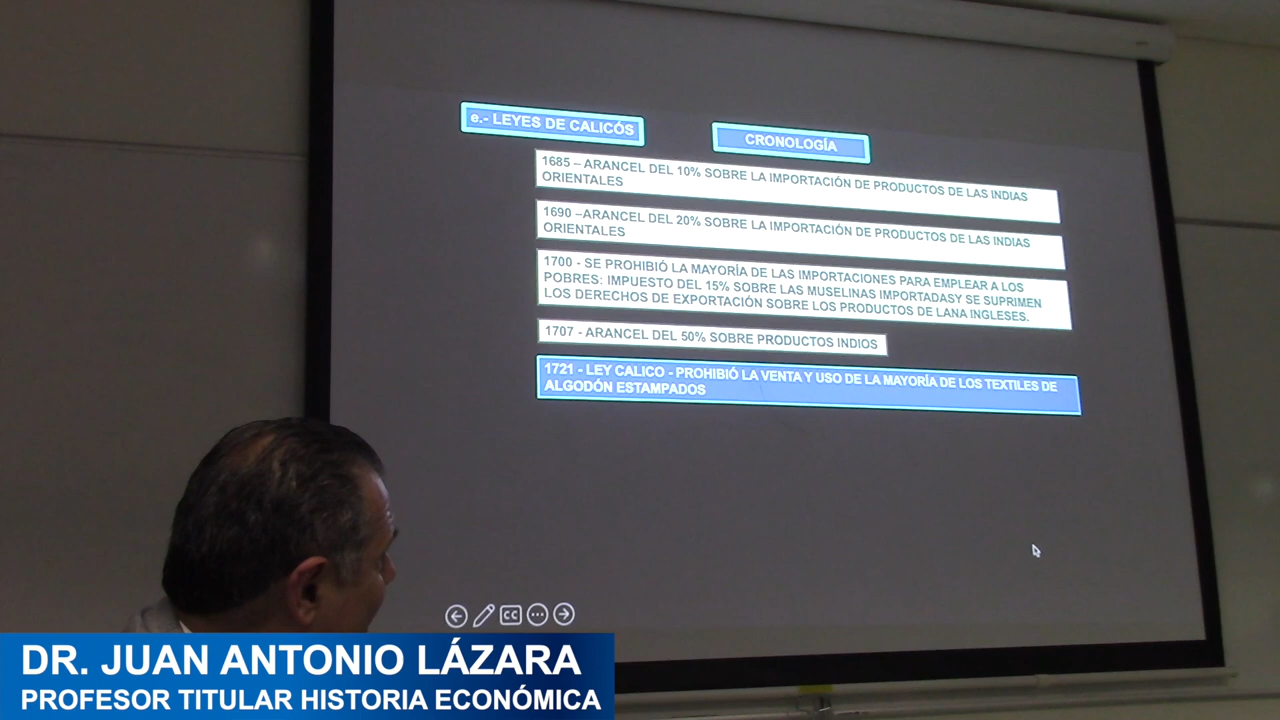 e.- LEYES DE CALICÓS
CRONOLOGÍA
1685 – ARANCEL DEL 10% SOBRE LA IMPORTACIÓN DE PRODUCTOS DE LAS INDIAS
ORIENTALES
1690 –ARANCEL DEL 20% SOBRE LA IMPORTACIÓN DE PRODUCTOS DE LAS INDIAS
ORIENTALES
1700 - SE PROHIBIÓ LA MAYORÍA DE LAS IMPORTACIONES PARA EMPLEAR A LOS
POBRES: IMPUESTO DEL 15% SOBRE LAS MUSELINAS IMPORTADASY SE SUPRIMEN
LOS DERECHOS DE EXPORTACIÓN SOBRE LOS PRODUCTOS DE LANA INGLESES.
1707 - ARANCEL DEL 50% SOBRE PRODUCTOS INDIOS
1721 - LEY CALICO - PROHIBIÓ LA VENTA Y USO DE LA MAYORÍA DE LOS TEXTILES DE
ALGODÓN ESTAMPADOS
CC
DR. JUAN ANTONIO LÁZARA
PROFESOR TITULAR HISTORIA ECONÓMICA